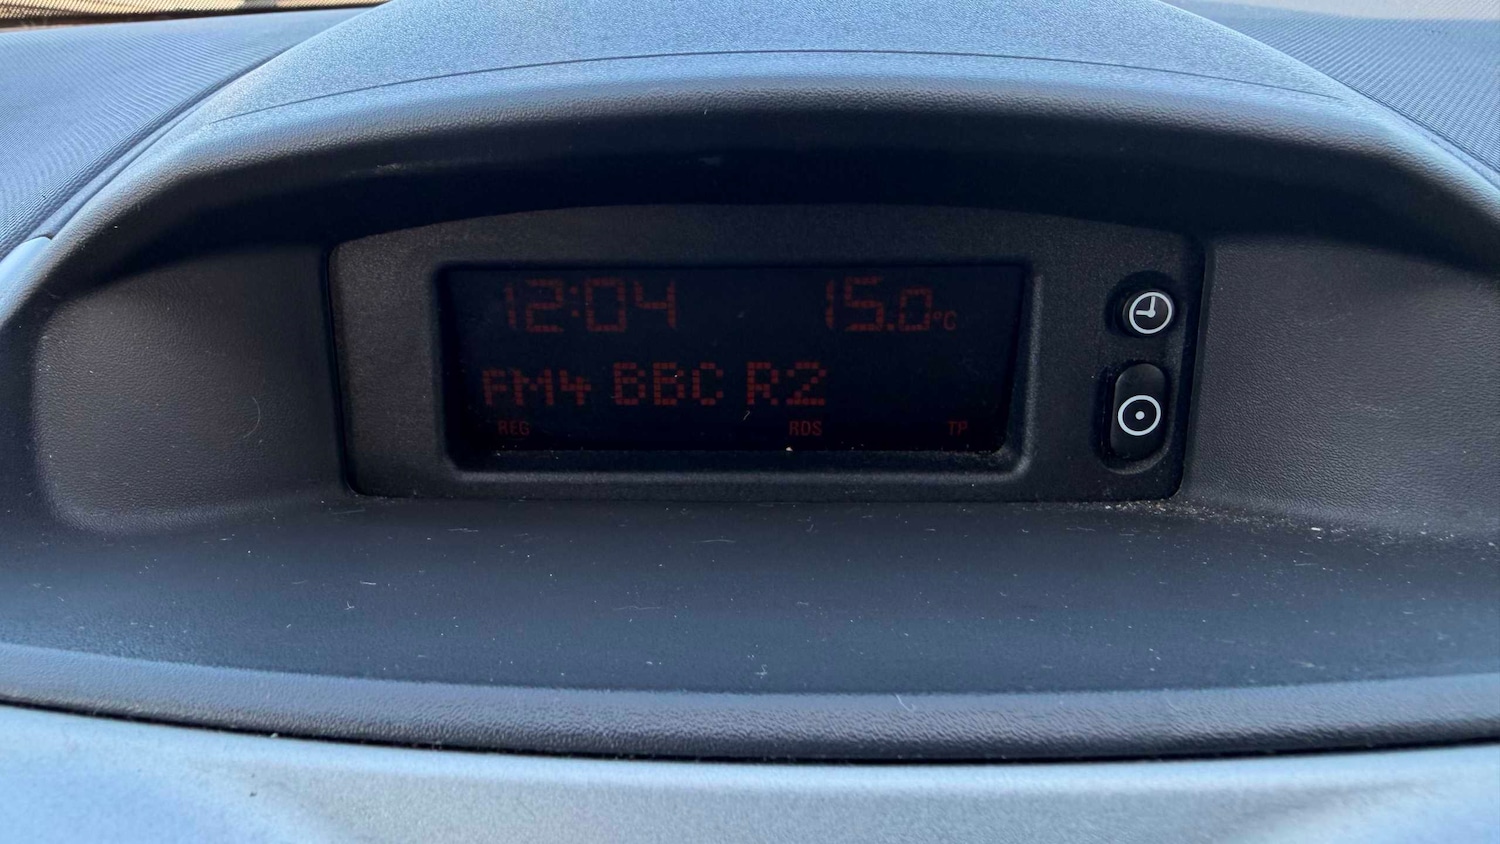 12:04 15.0°C
FM4 BBC R2
REG RDS TP